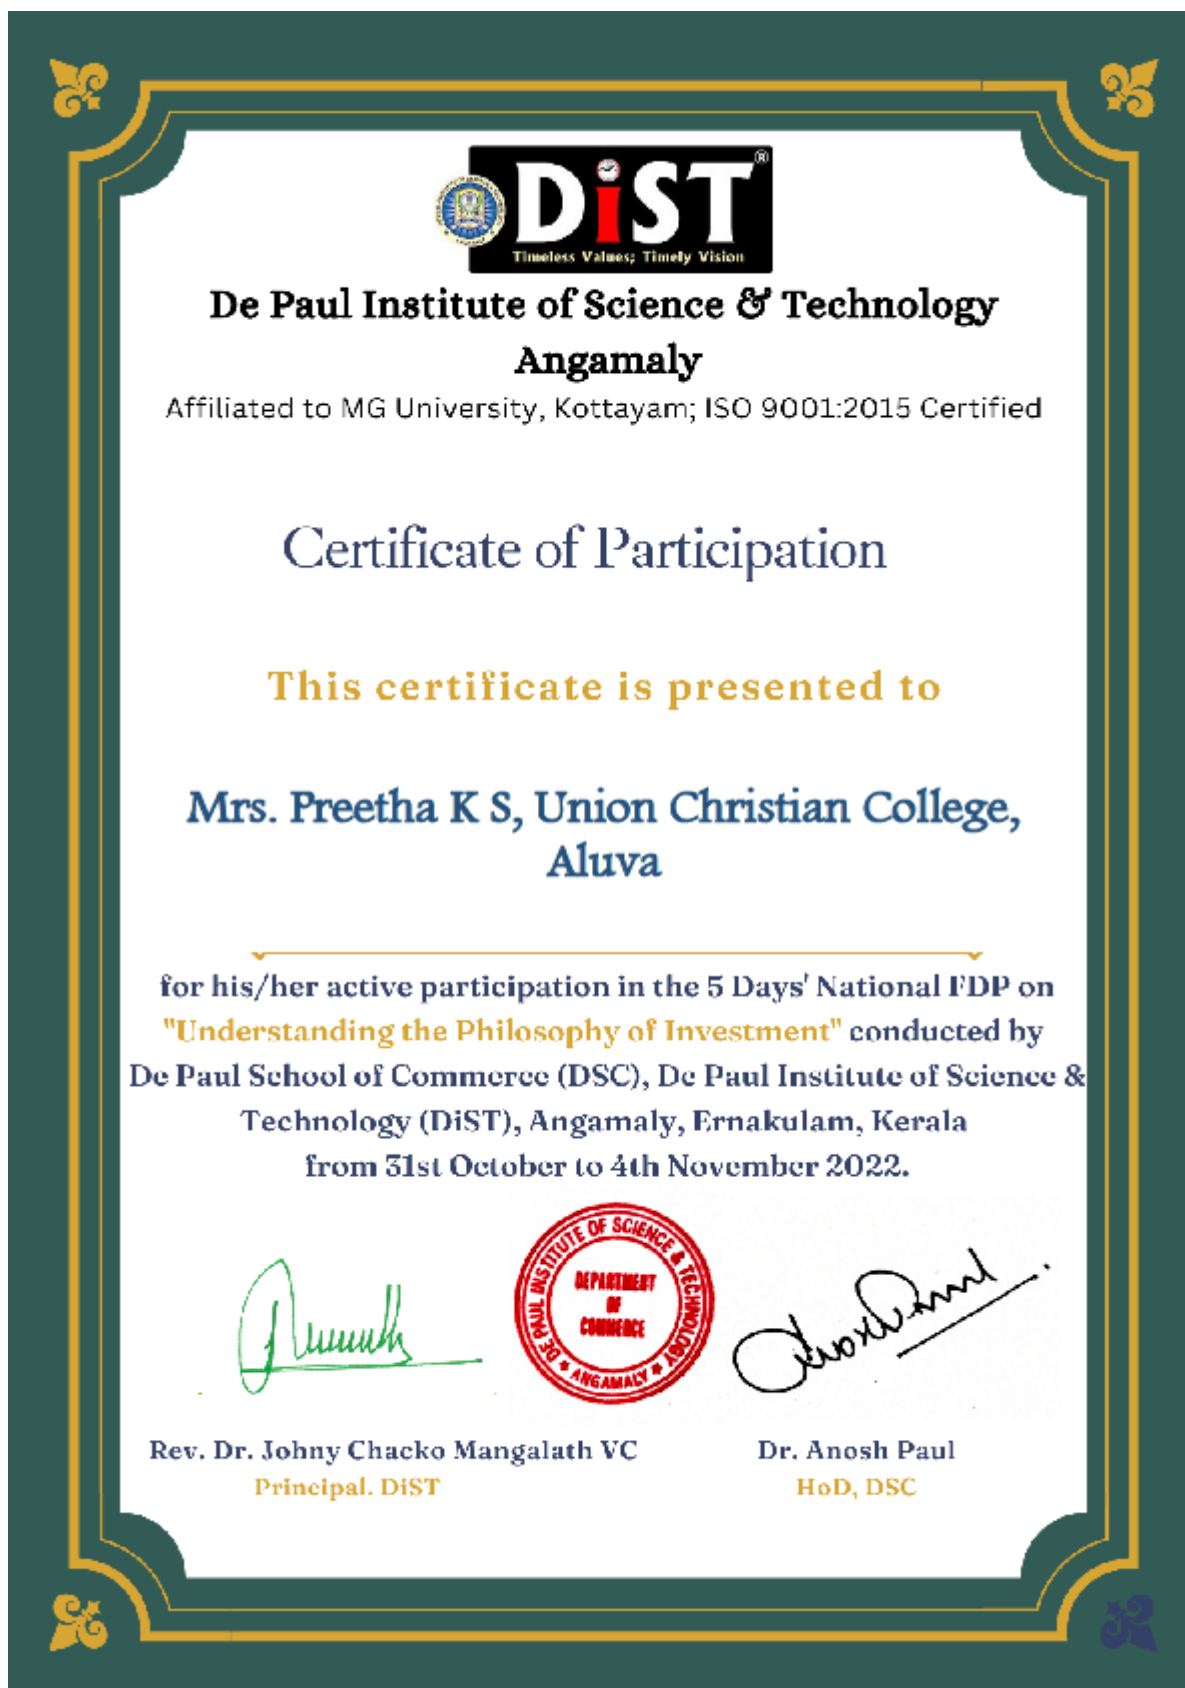 DiST®
Timeless Values; Timely Vision
De Paul Institute of Science & Technology
Angamaly
Affiliated to MG University, Kottayam; ISO 9001:2015 Certified
Certificate of Participation
This certificate is presented to
Mrs. Preetha K S, Union Christian College,
Aluva
for his/her active participation in the 5 Days' National FDP on
"Understanding the Philosophy of Investment" conducted by
De Paul School of Commerce (DSC), De Paul Institute of Science &
Technology (DiST), Angamaly, Ernakulam, Kerala
from 31st October to 4th November 2022.
DE PAUL INSTITUTE OF SCIENCE & TECHNOLOGY
★ ANGAMALY ★
DEPARTMENT
OF
COMMERCE
Rev. Dr. Johny Chacko Mangalath VC
Dr. Anosh Paul
Principal. DiST
HoD, DSC